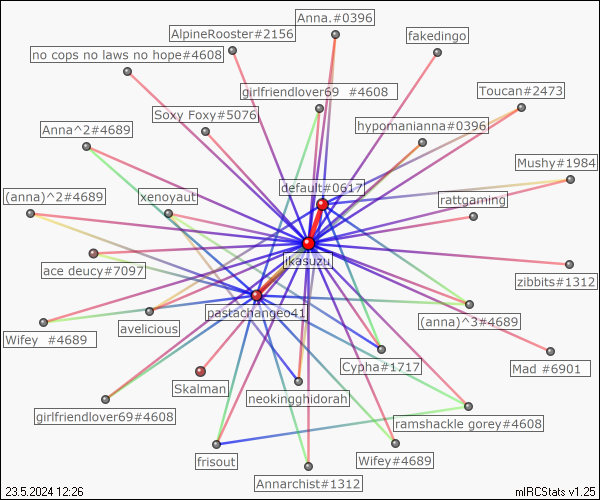 Anna.#0396
AlpineRooster#2156
fakedingo
no cops no laws no hope#4608
girlfriendlover69 #4608
Toucan#2473
Soxy Foxy#5076
hypomanianna#0396
Anna^2#4689
Mushy#1984
default#0617
(anna)^2#4689
xenoyaut
rattgaming
ikasuzu
ace deucy#7097
zibbits#1312
pastachangeo41
(anna)^3#4689
avelicious
Wifey #4689
Cypha#1717
Mad #6901
Skalman
neokingghidorah
girlfriendlover69#4608
ramshackle gorey#4608
frisout
Wifey#4689
Annarchist#1312
23.5.2024 12:26
mIRCStats v1.25